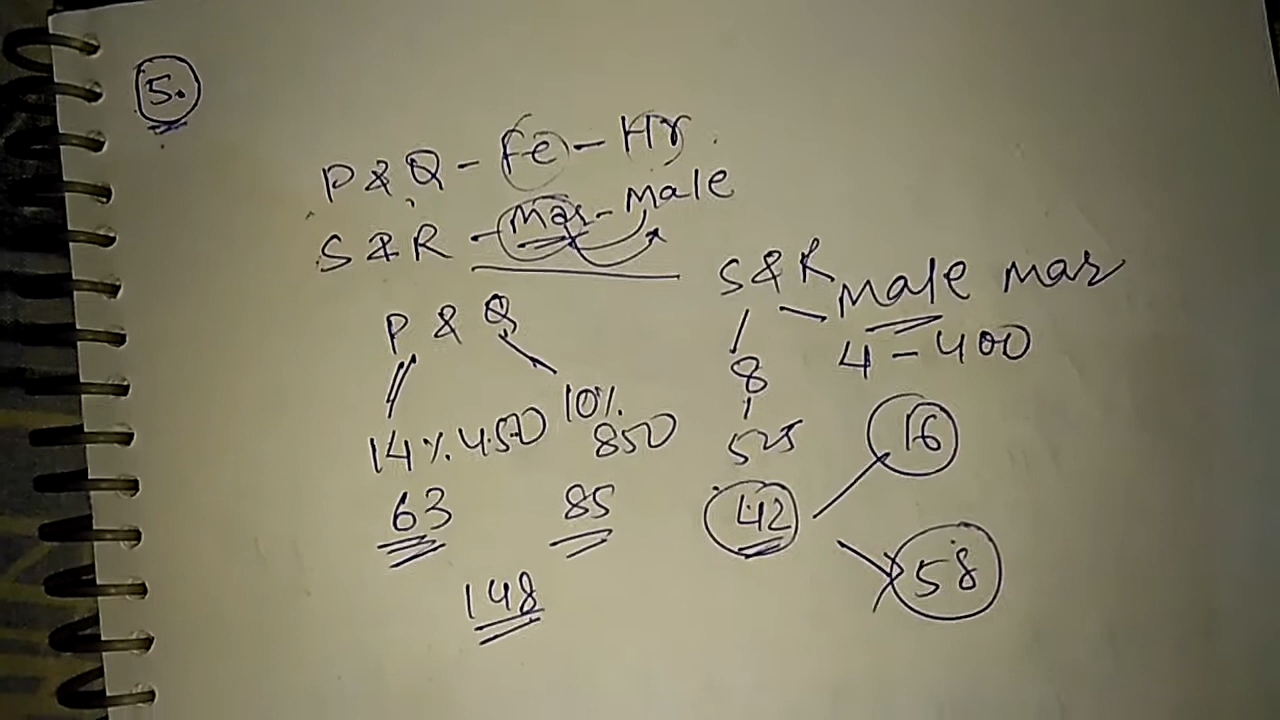 5.
P & Q - Fe - Hr.
S & R - Mar - Male
P & Q
14% 450 10% 850
63 85
148
S & R Male Mar
8 4 - 400
525
42 16
58